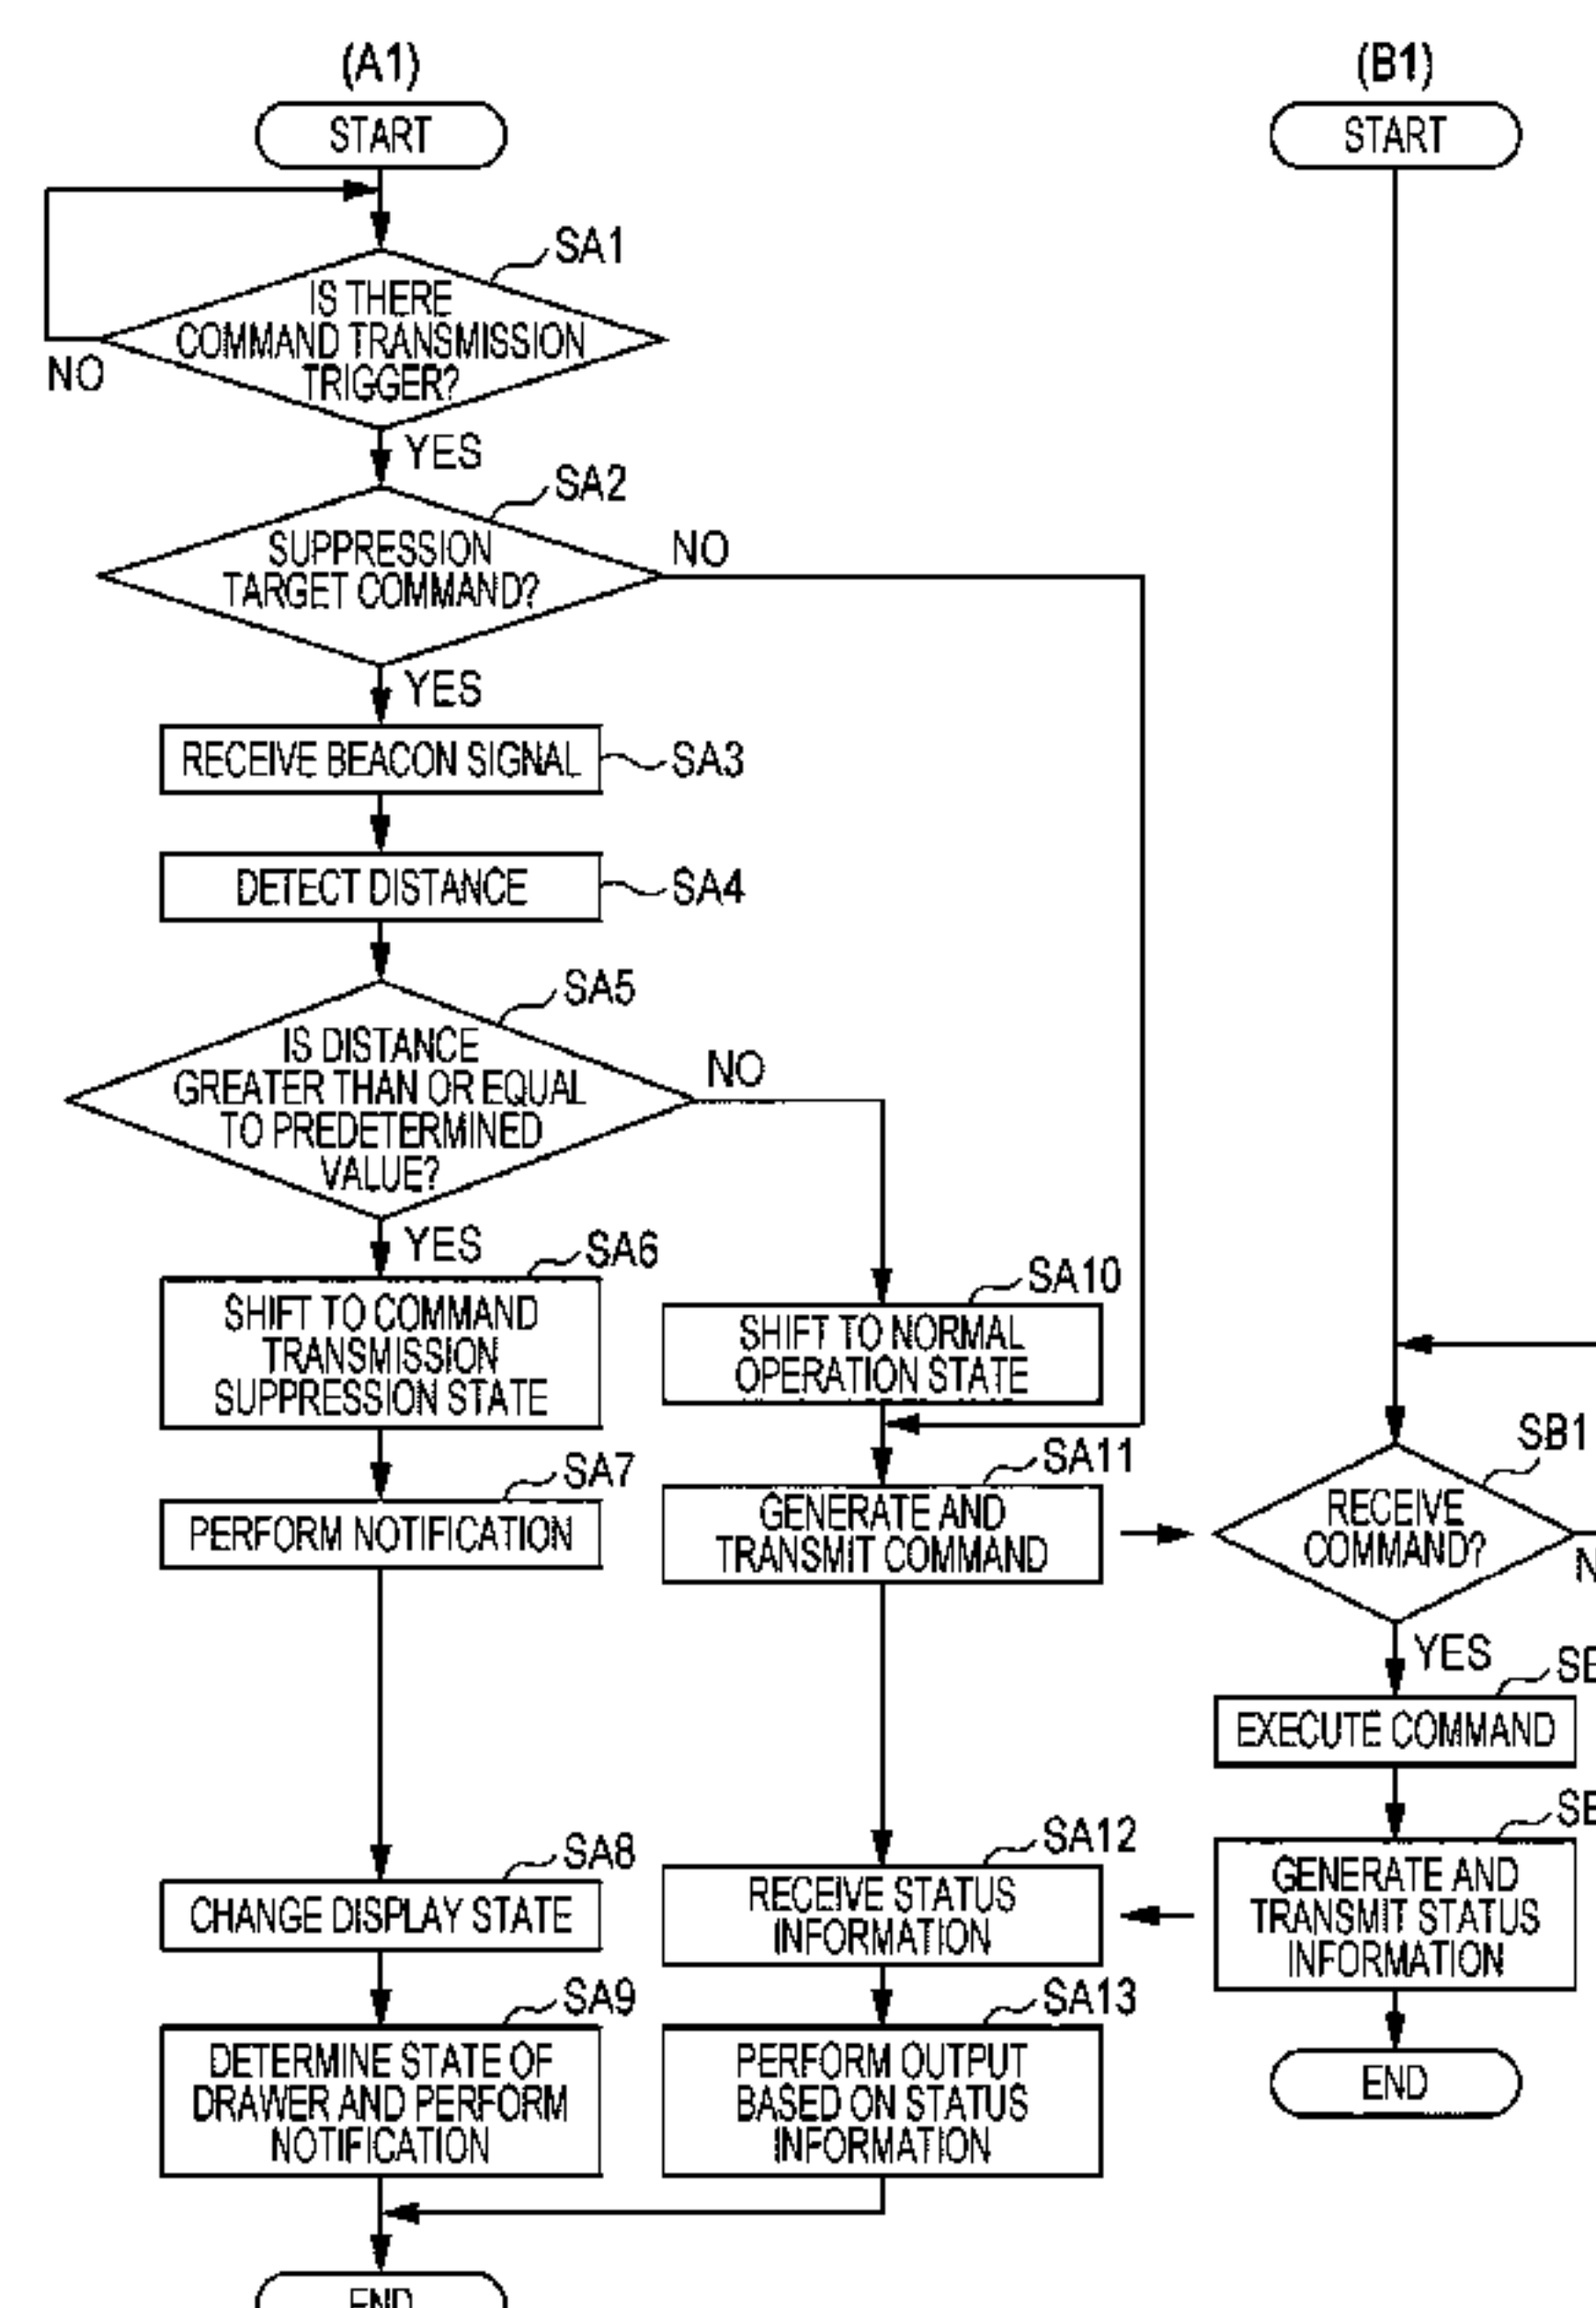 (A1)
START
SA1
IS THERE
COMMAND TRANSMISSION
TRIGGER?
NO
YES
SA2
SUPPRESSION
TARGET COMMAND?
NO
YES
RECEIVE BEACON SIGNAL
SA3
DETECT DISTANCE
SA4
SA5
IS DISTANCE
GREATER THAN OR EQUAL
TO PREDETERMINED
VALUE?
NO
YES
SA6
SHIFT TO COMMAND
TRANSMISSION
SUPPRESSION STATE
SA7
PERFORM NOTIFICATION
SA8
CHANGE DISPLAY STATE
SA9
DETERMINE STATE OF
DRAWER AND PERFORM
NOTIFICATION
END
SA10
SHIFT TO NORMAL
OPERATION STATE
SA11
GENERATE AND
TRANSMIT COMMAND
SA12
RECEIVE STATUS
INFORMATION
SA13
PERFORM OUTPUT
BASED ON STATUS
INFORMATION
(B1)
START
SB1
RECEIVE
COMMAND?
YES
EXECUTE COMMAND
GENERATE AND
TRANSMIT STATUS
INFORMATION
END